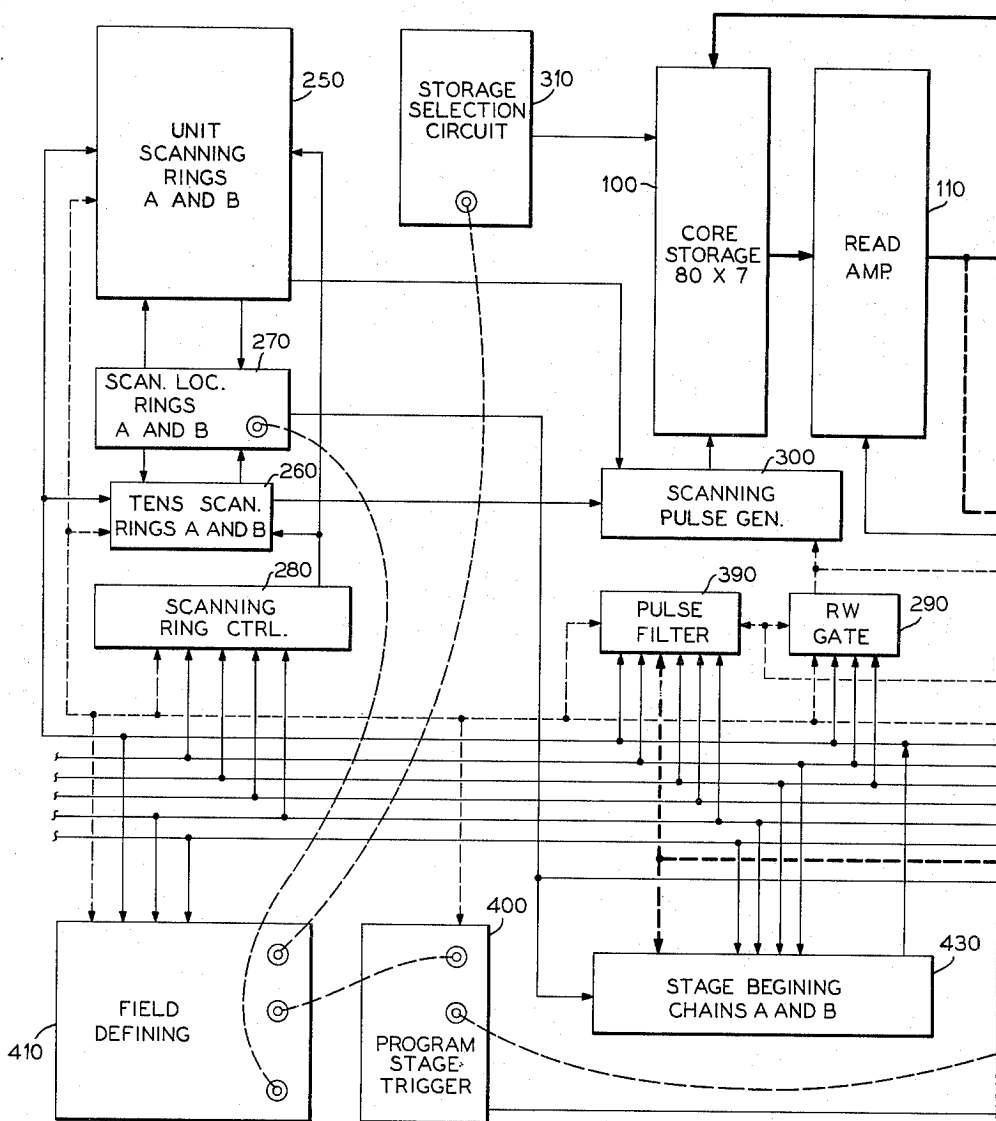 250
UNIT
SCANNING
RINGS
A AND B
STORAGE
SELECTION
CIRCUIT
310
100
CORE
STORAGE
80 X 7
110
READ
AMP.
270
SCAN. LOC.
RINGS
A AND B
260
TENS SCAN.
RINGS A AND B
300
SCANNING
PULSE GEN.
280
SCANNING
RING CTRL.
390
PULSE
FILTER
RW
GATE
290
410
FIELD
DEFINING
400
PROGRAM
STAGE-
TRIGGER
430
STAGE BEGINING
CHAINS A AND B